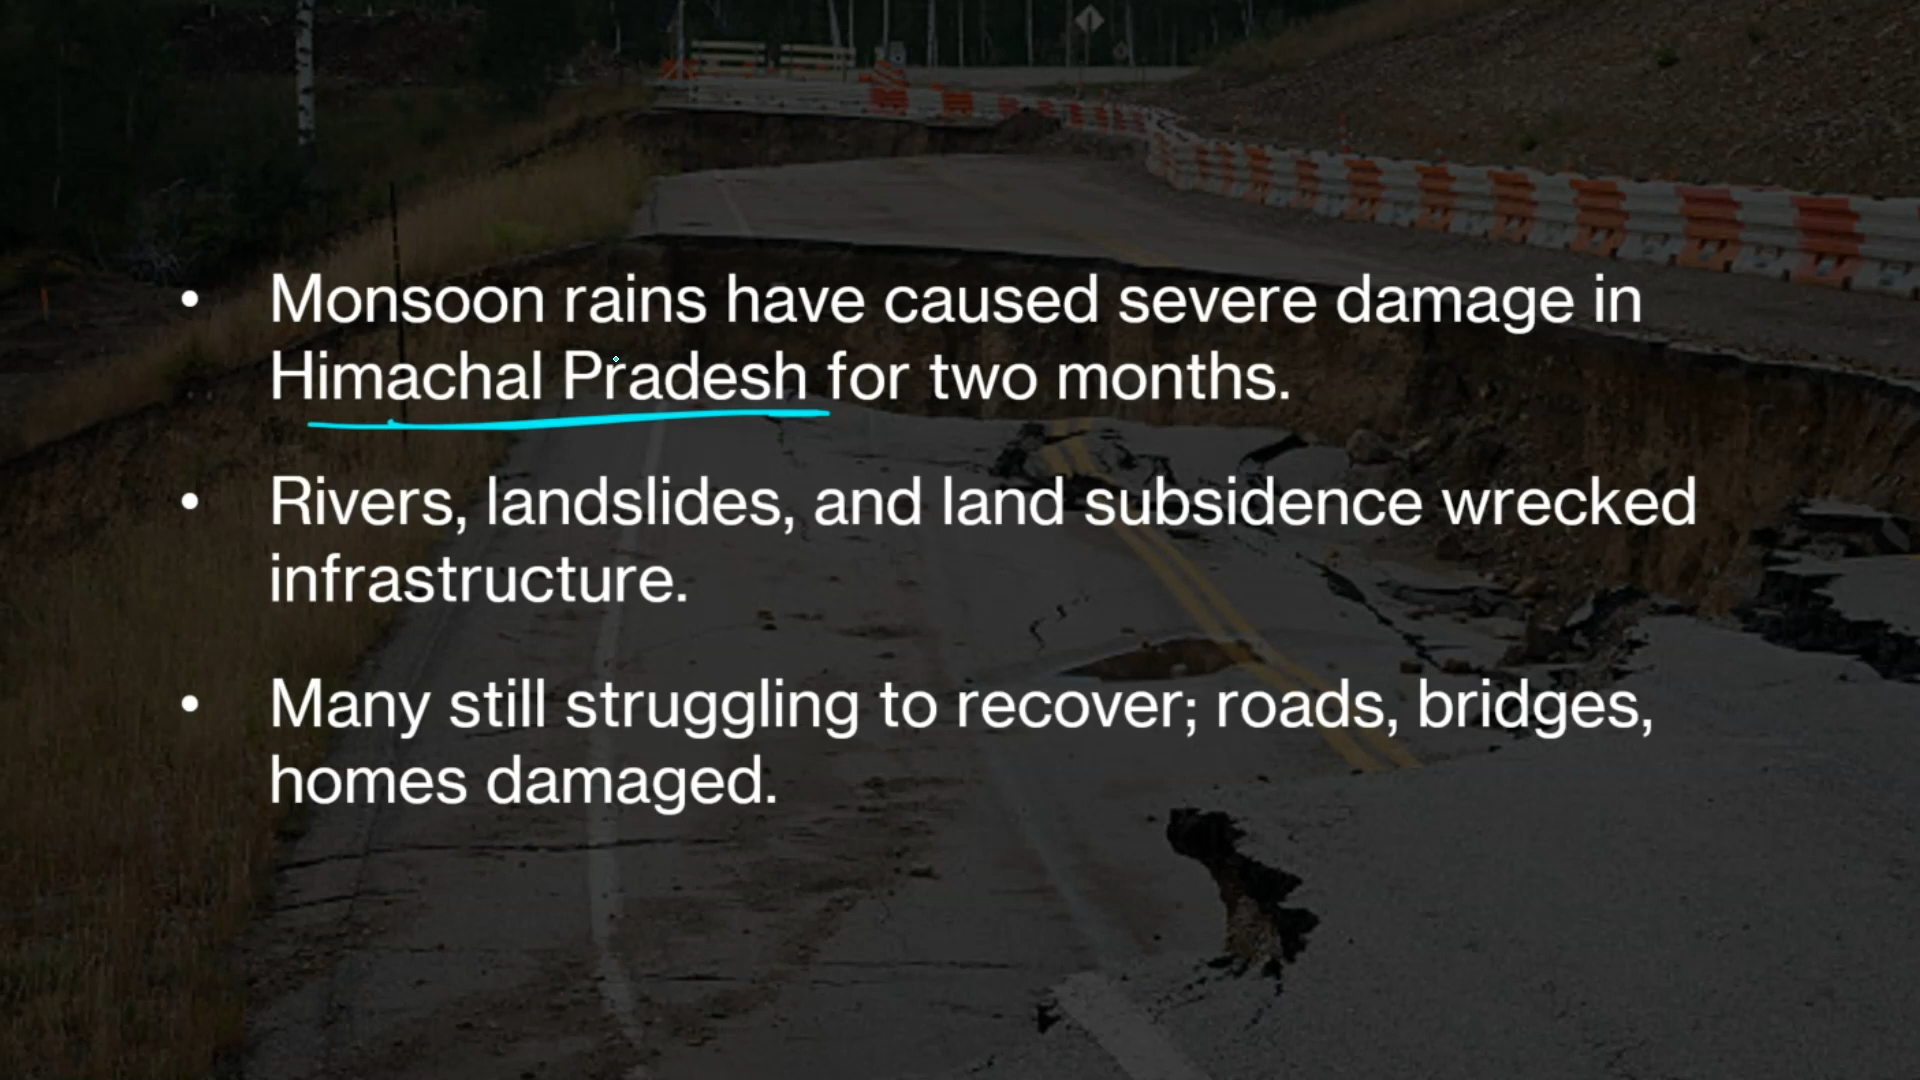 • Monsoon rains have caused severe damage in
Himachal Pradesh for two months.
• Rivers, landslides, and land subsidence wrecked
infrastructure.
• Many still struggling to recover; roads, bridges,
homes damaged.